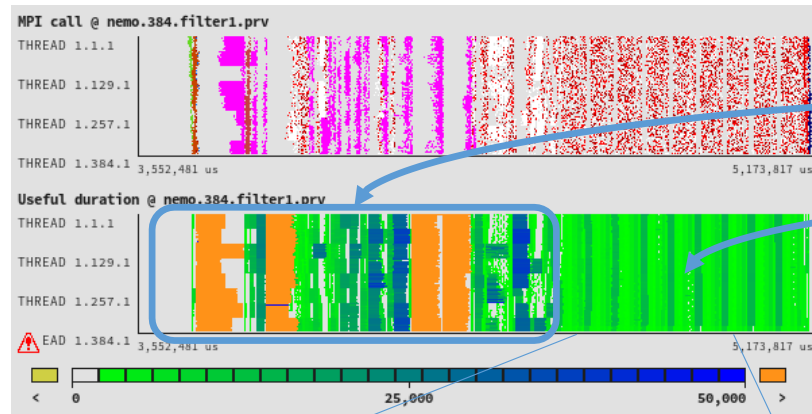 MPI call @ nemo.384.filter1.prv
THREAD 1.1.1
THREAD 1.129.1
THREAD 1.257.1
THREAD 1.384.1
3,552,481 us 5,173,817 us
Useful duration @ nemo.384.filter1.prv
THREAD 1.1.1
THREAD 1.129.1
THREAD 1.257.1
EAD 1.384.1
3,552,481 us 5,173,817 us
< 0 25,000 50,000 >